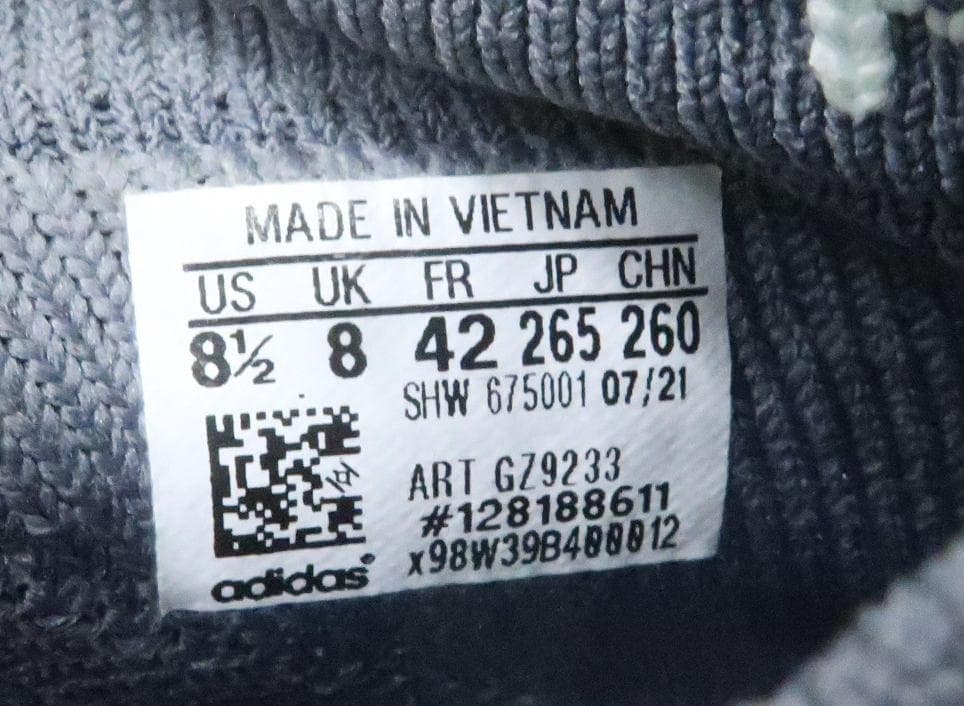 MADE IN VIETNAM
US UK FR JP CHN
8½ 8 42 265 260
SHW 675001 07/21
ART GZ9233
#128188611
x98W39B400012
adidas